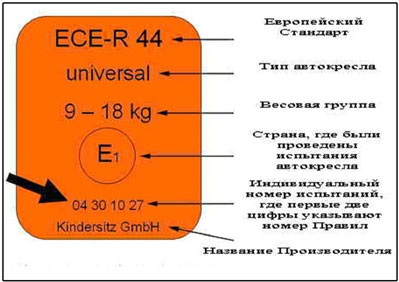 ECE-R 44
universal
9 – 18 kg
E1
04 30 10 27
Kindersitz GmbH
Европейский
Стандарт
Тип автокресла
Весовая группа
Страна, где были
проведены
испытания
автокресла
Индивидуальный
номер испытаний,
где первые две
цифры указывают
номер Правил
Название Производителя